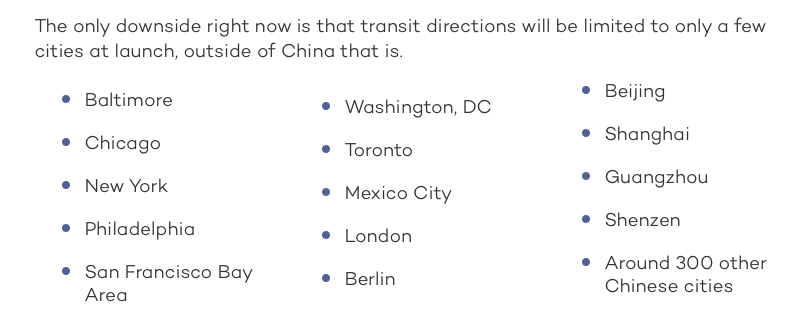 The only downside right now is that transit directions will be limited to only a few
cities at launch, outside of China that is.
Baltimore
Chicago
New York
Philadelphia
San Francisco Bay
Area
Washington, DC
Toronto
Mexico City
London
Berlin
Beijing
Shanghai
Guangzhou
Shenzen
Around 300 other
Chinese cities